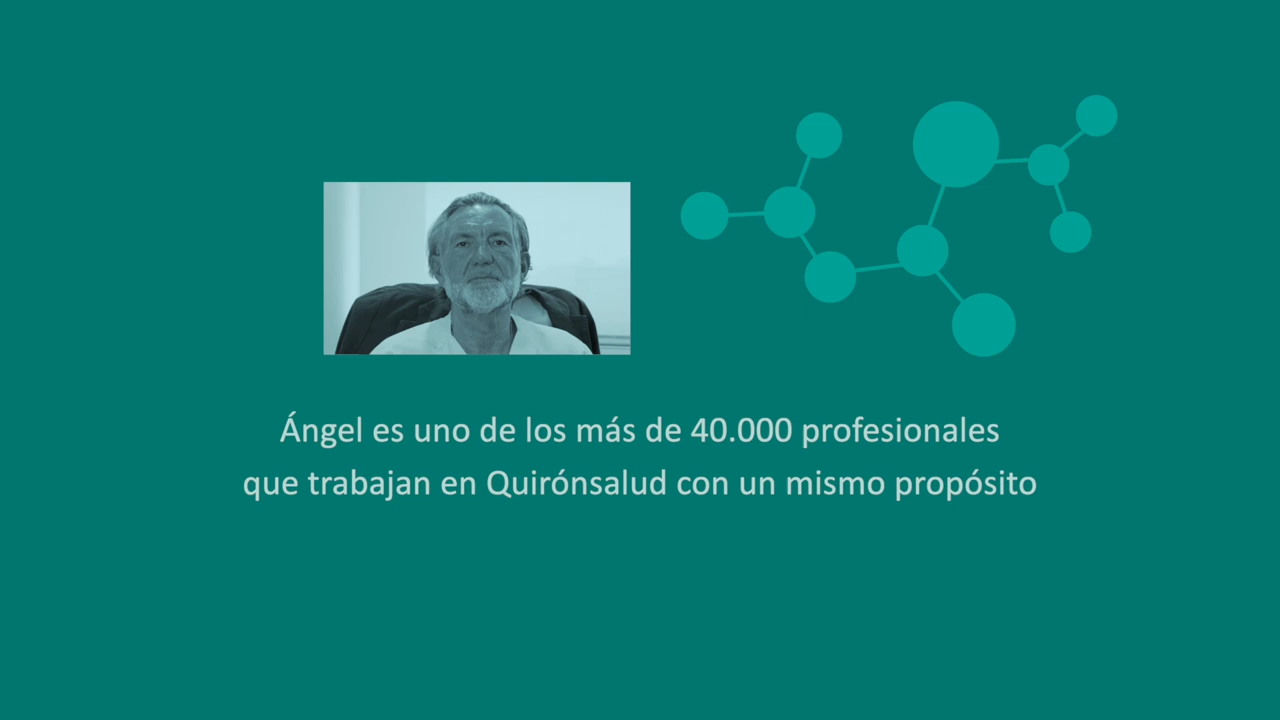 Ángel es uno de los más de 40.000 profesionales
que trabajan en Quirónsalud con un mismo propósito